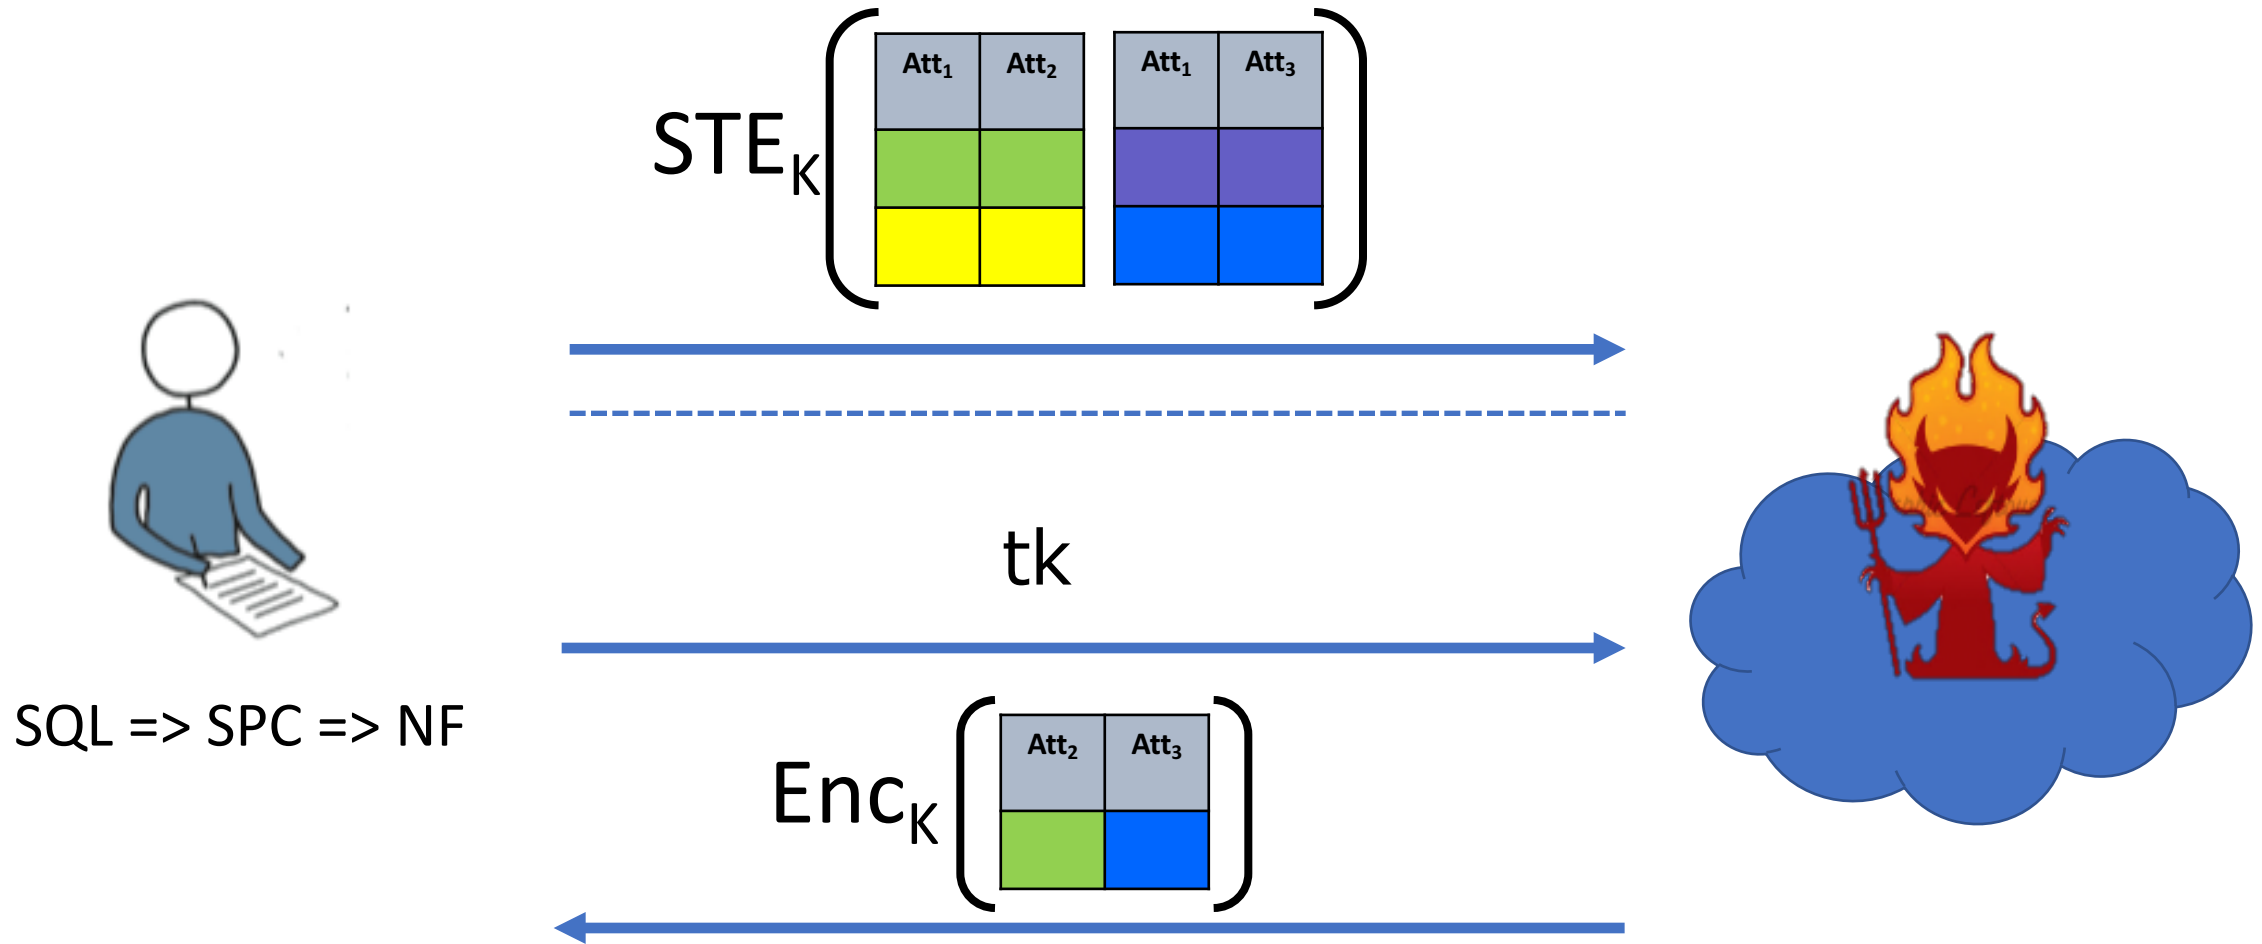 Att₁ Att₂ Att₁ Att₃
STE_K
tk
SQL => SPC => NF
Att₂ Att₃
Enc_K